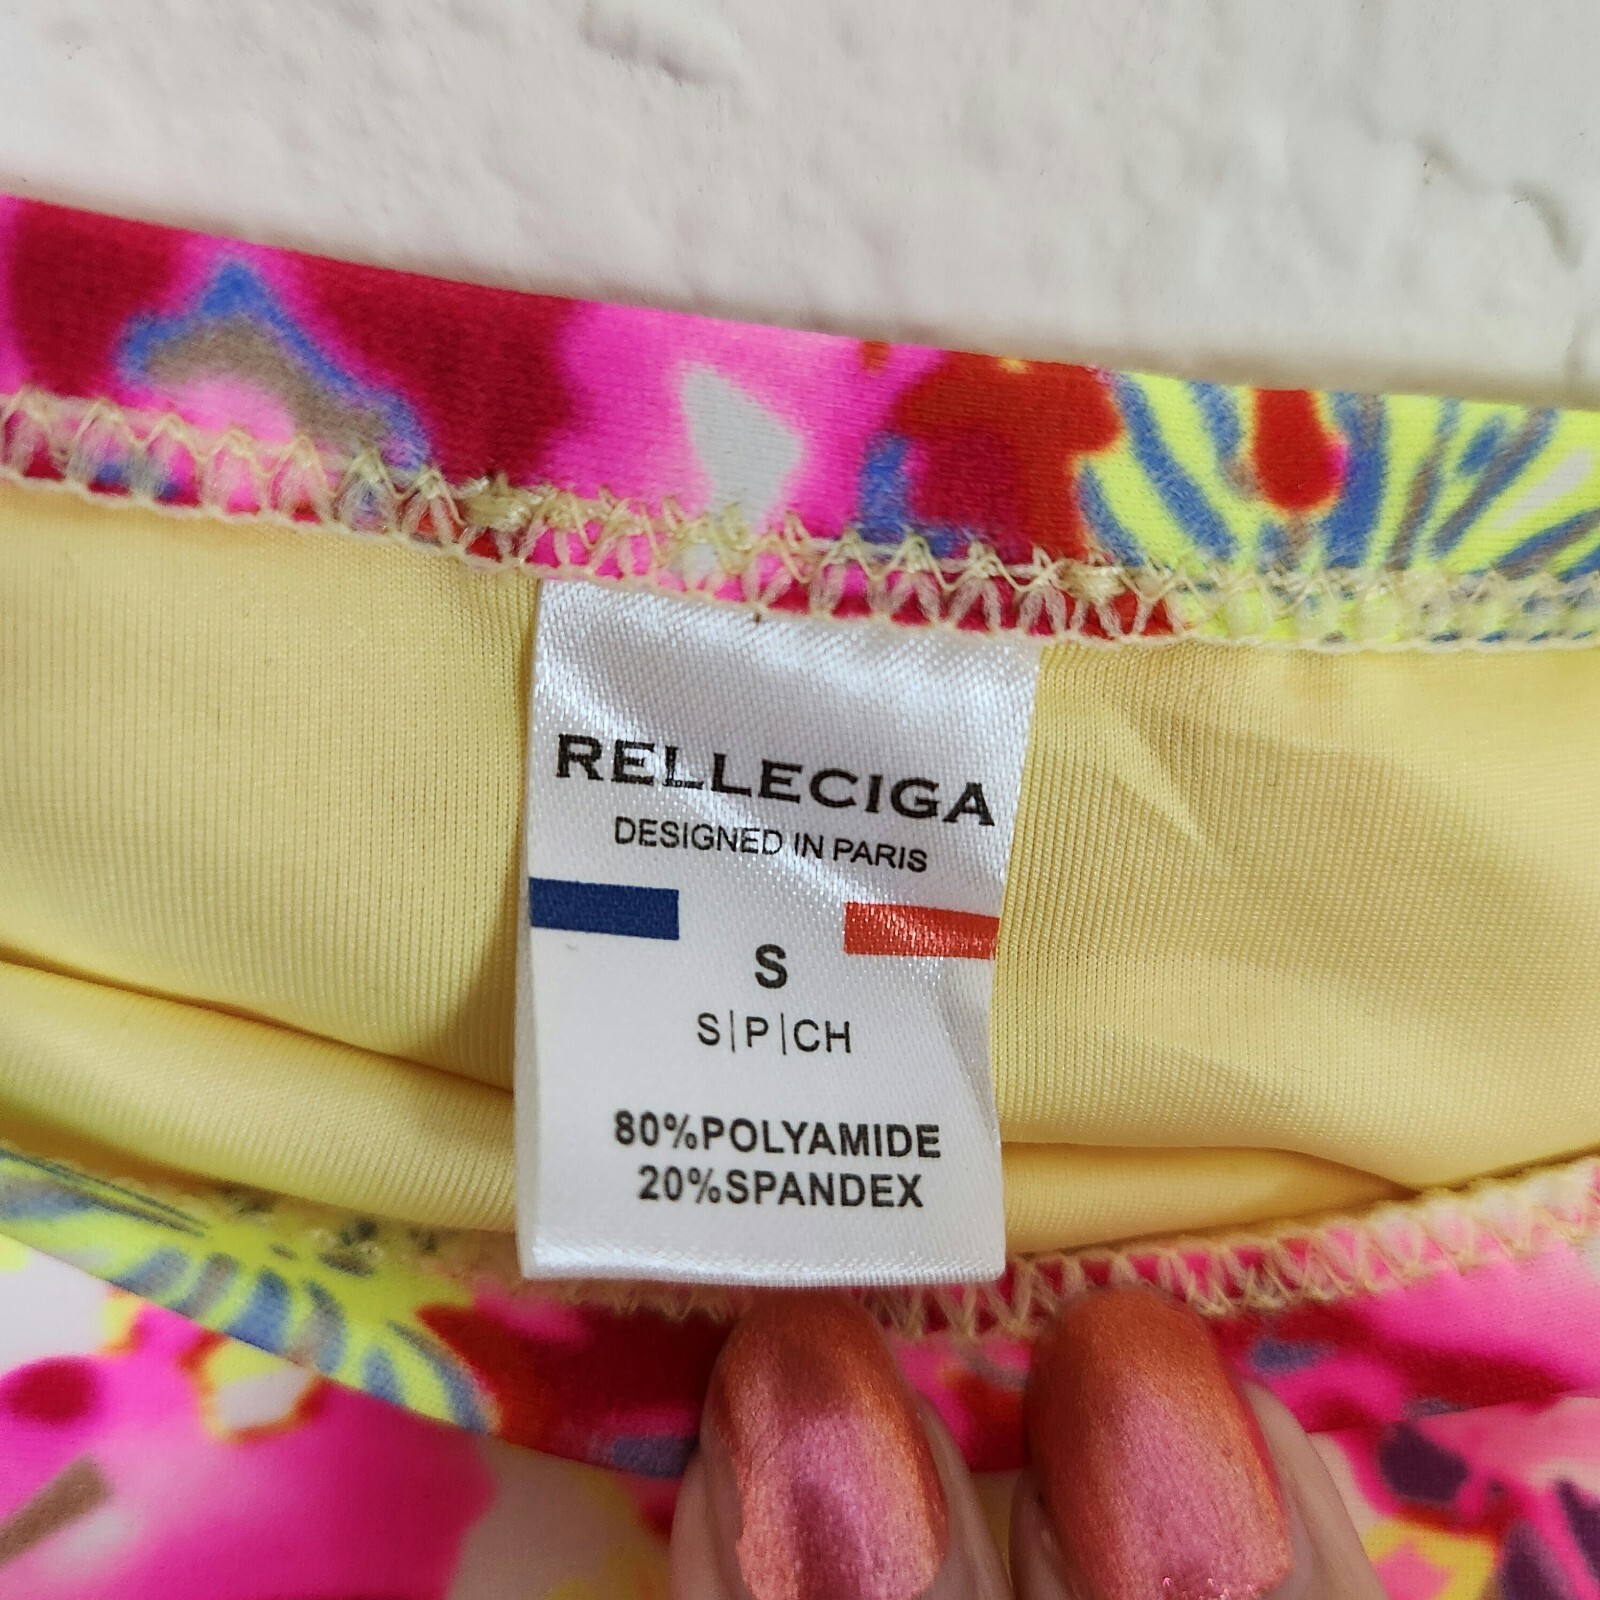 RELLECIGA
DESIGNED IN PARIS
S
S|P|CH
80%POLYAMIDE
20%SPANDEX